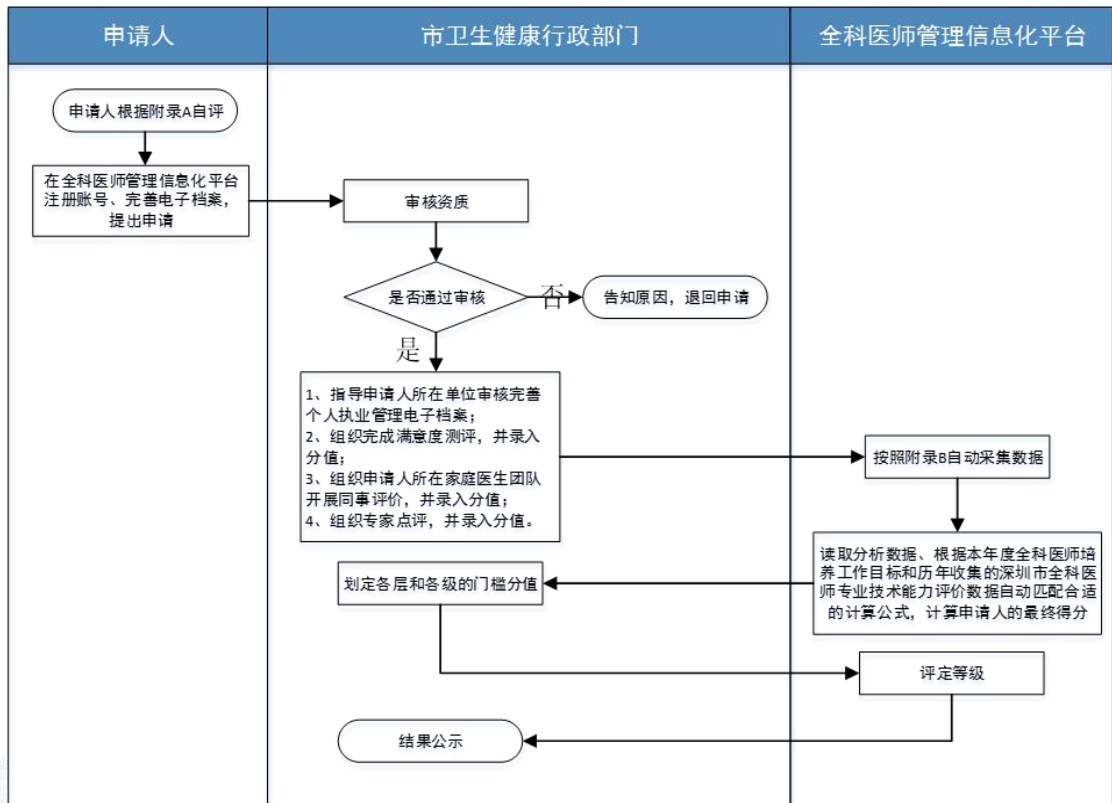 申请人
市卫生健康行政部门
全科医师管理信息化平台
申请人根据附录A自评
在全科医师管理信息化平台
注册账号、完善电子档案，
提出申请
审核资质
是否通过审核
否
告知原因，退回申请
是
1、指导申请人所在单位审核完善
个人执业管理电子档案；
2、组织完成满意度测评，并录入
分值；
3、组织申请人所在家庭医生团队
开展同事评价，并录入分值；
4、组织专家点评，并录入分值。
按照附录B自动采集数据
读取分析数据、根据本年度全科医师培
养工作目标和历年收集的深圳市全科医
师专业技术能力评价数据自动匹配合适
的计算公式，计算申请人的最终得分
划定各层和各级的门槛分值
评定等级
结果公示